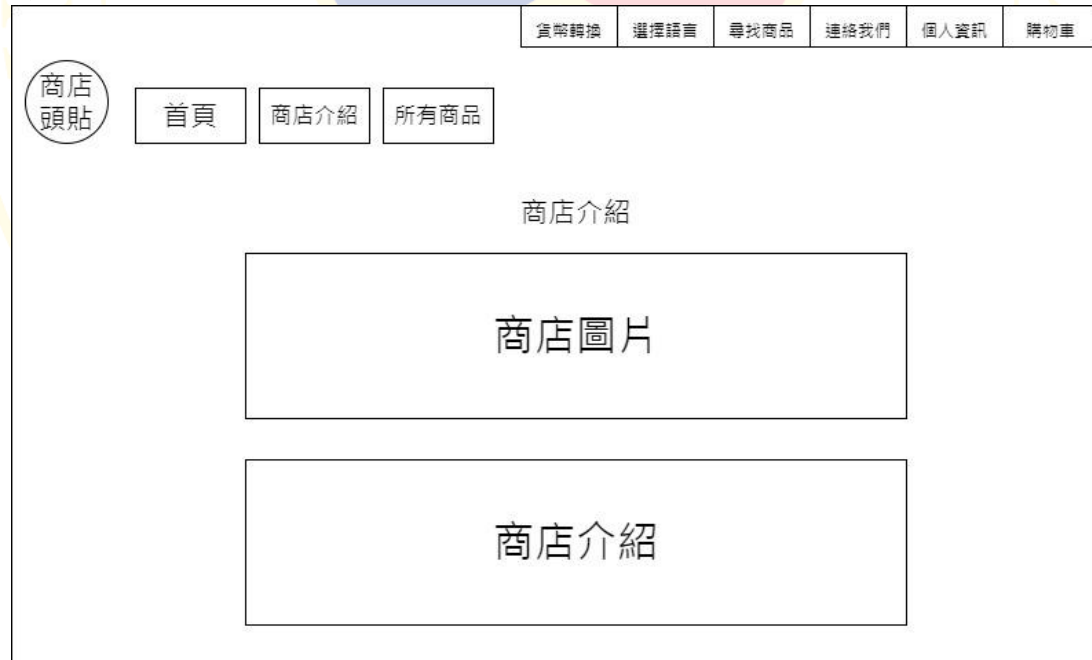 貨幣轉換
選擇語言
尋找商品
連絡我們
個人資訊
購物車
商店
頭貼
首頁
商店介紹
所有商品
商店介紹
商店圖片
商店介紹